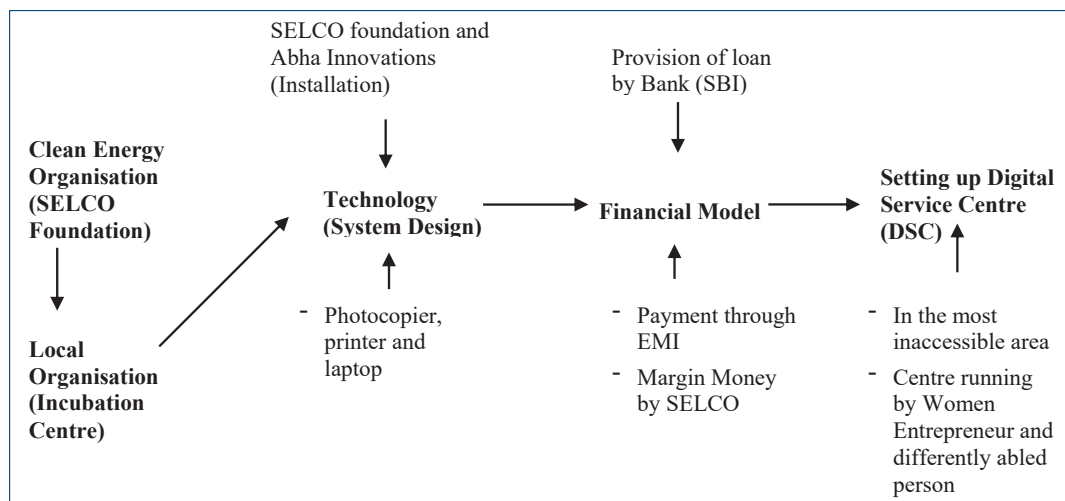 SELCO foundation and
Abha Innovations
(Installation)
Provision of loan
by Bank (SBI)
Clean Energy
Organisation
(SELCO
Foundation)
Technology
(System Design)
Financial Model
Setting up Digital
Service Centre
(DSC)
- Photocopier,
printer and
laptop
- Payment through
EMI
- Margin Money
by SELCO
- In the most
inaccessible area
- Centre running
by Women
Entrepreneur and
differently abled
person
Local
Organisation
(Incubation
Centre)